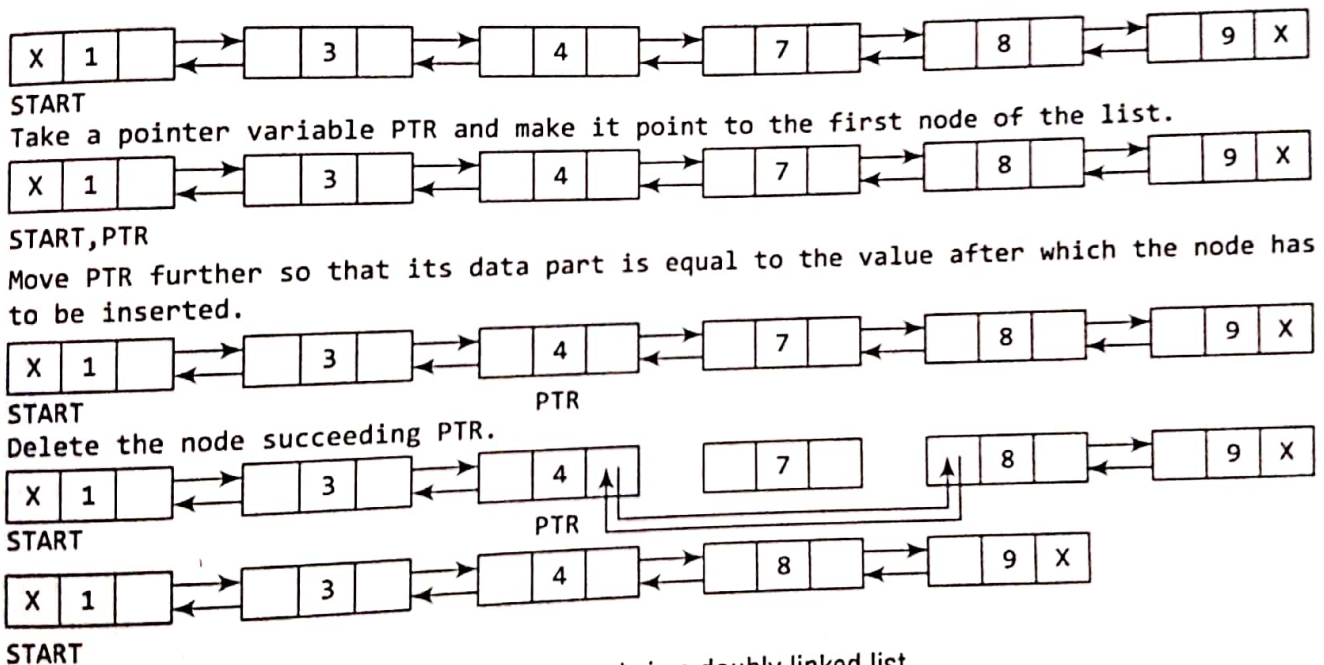 X 1 3 4 7 8 9 X
START
Take a pointer variable PTR and make it point to the first node of the list.
X 1 3 4 7 8 9 X
START,PTR
Move PTR further so that its data part is equal to the value after which the node has
to be inserted.
X 1 3 4 7 8 9 X
START PTR
Delete the node succeeding PTR.
X 1 3 4 7 8 9 X
START PTR
X 1 3 4 8 9 X
START
doubly linked list